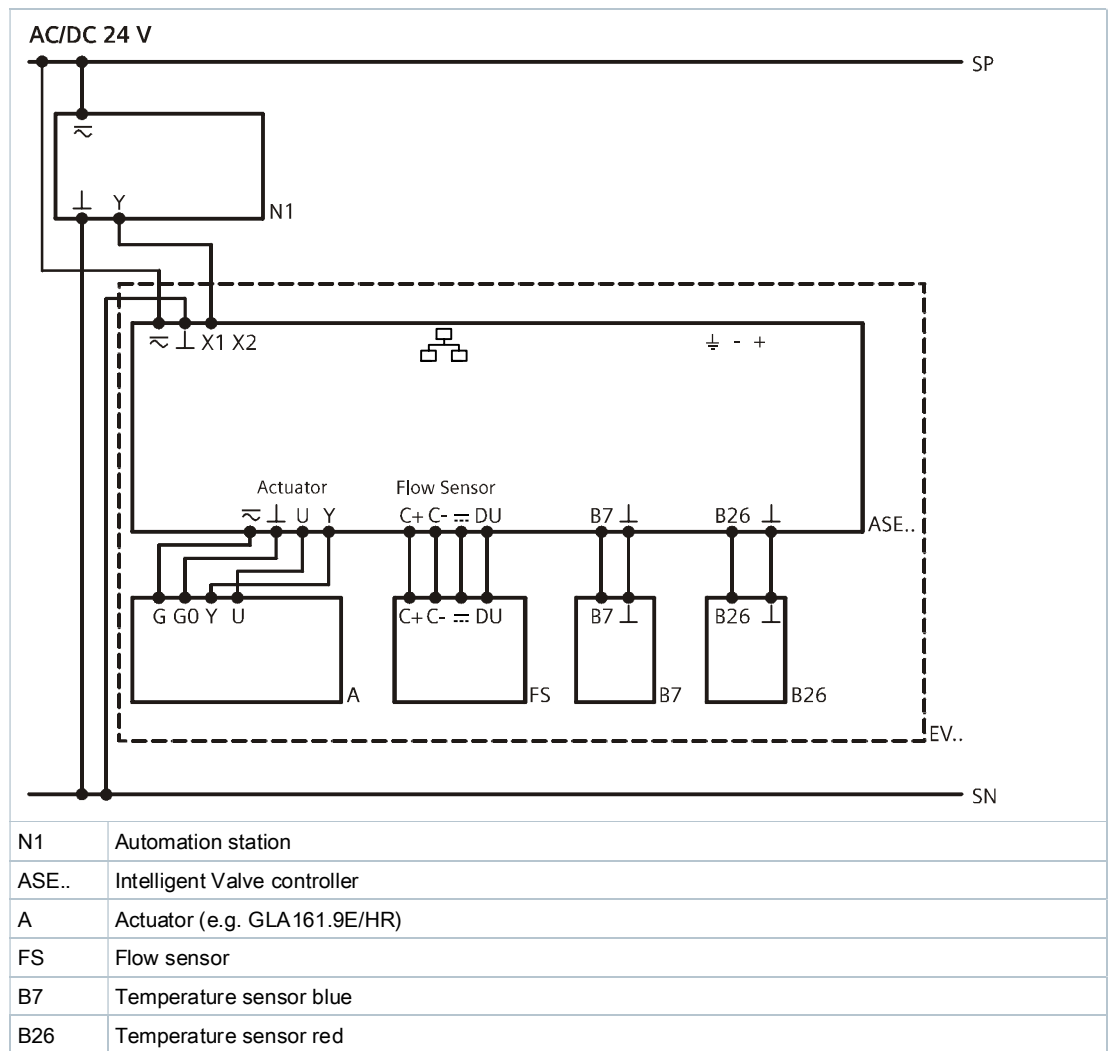 AC/DC 24 V
SP
⊥ Y
N1
⊥ X1 X2
⏚ - +
Actuator Flow Sensor
⊥ U Y C+ C- ⎓ DU B7 ⊥ B26 ⊥
ASE..
G G0 Y U C+ C- ⎓ DU B7 ⊥ B26 ⊥
A FS B7 B26
EV..
SN
N1 Automation station
ASE.. Intelligent Valve controller
A Actuator (e.g. GLA161.9E/HR)
FS Flow sensor
B7 Temperature sensor blue
B26 Temperature sensor red